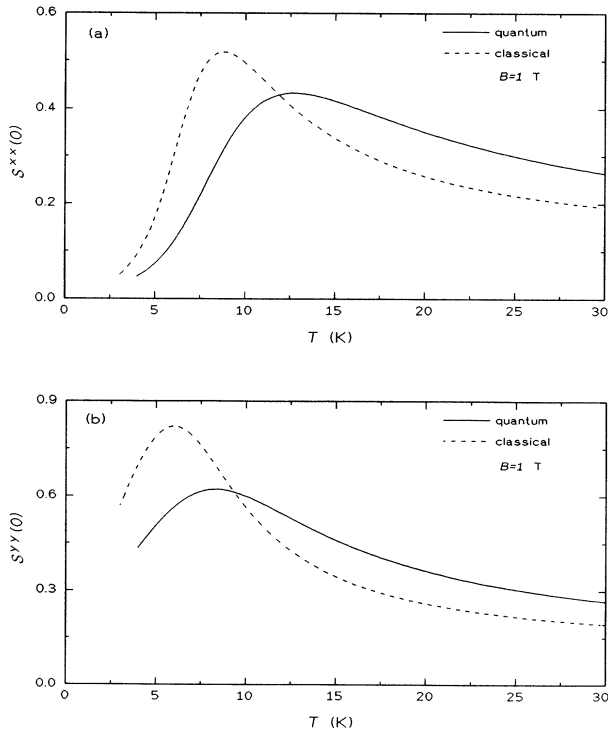 0.6
(a)
quantum
classical
B=1 T
0.4
S^xx(0)
0.2
0.0
0 5 10 15 20 25 30
T (K)
0.9
(b)
quantum
classical
B=1 T
0.6
S^yy(0)
0.3
0.0
0 5 10 15 20 25 30
T (K)